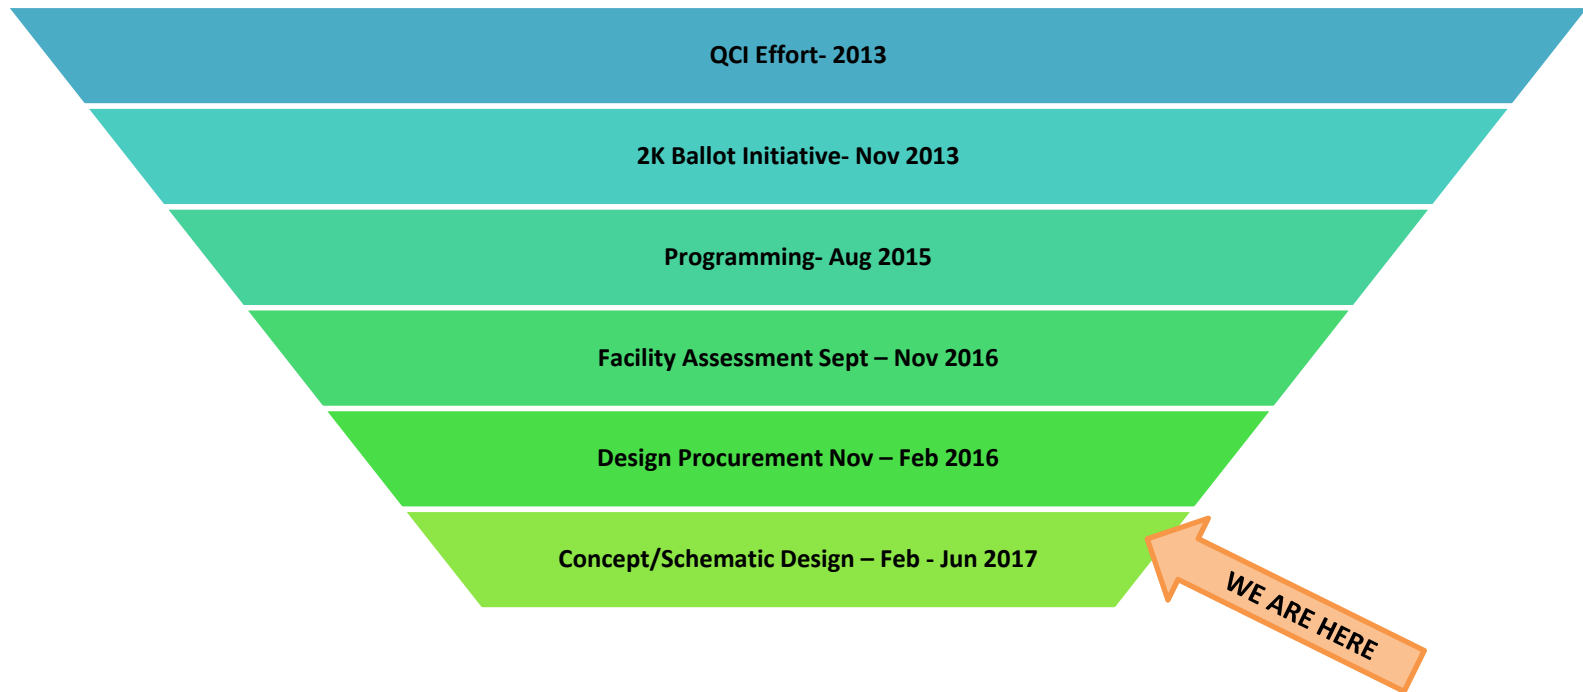 QCI Effort- 2013
2K Ballot Initiative- Nov 2013
Programming- Aug 2015
Facility Assessment Sept – Nov 2016
Design Procurement Nov – Feb 2016
Concept/Schematic Design – Feb - Jun 2017
WE ARE HERE